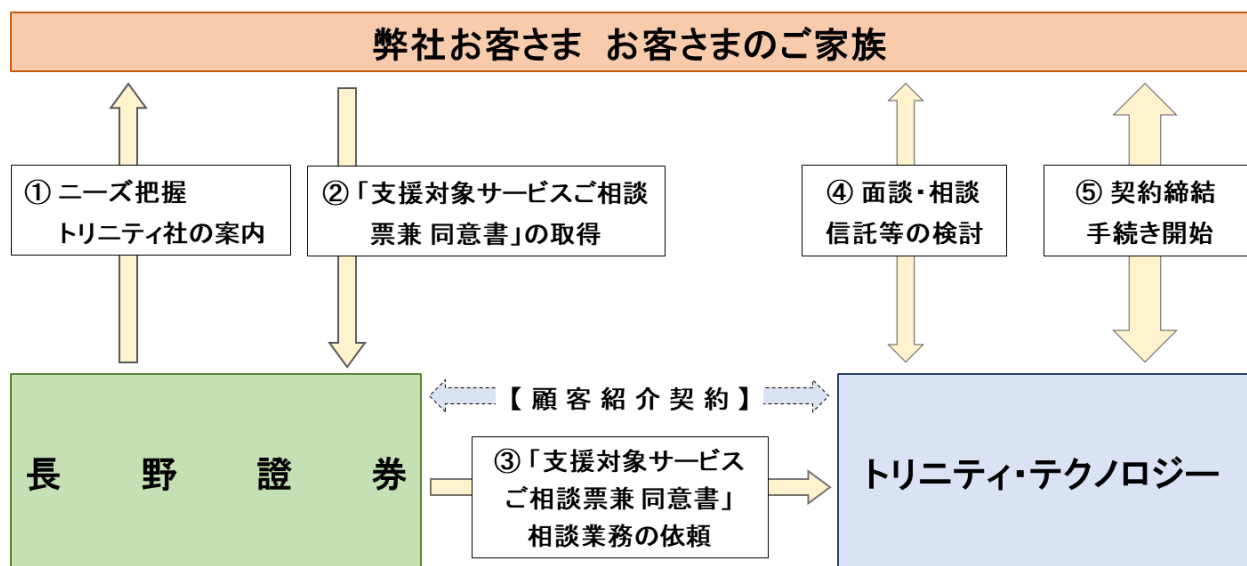 弊社お客さま お客さまのご家族
① ニーズ把握
トリニティ社の案内
②「支援対象サービスご相談
票兼 同意書」の取得
④ 面談・相談
信託等の検討
⑤ 契約締結
手続き開始
【顧客紹介契約】
長野證券
③「支援対象サービス
ご相談票兼 同意書」
相談業務の依頼
トリニティ・テクノロジー